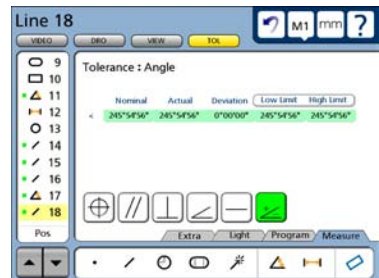 Line 18
M1 mm ?
VIDEO DRO VIEW TOL
9
10
11
12
13
14
15
16
17
18
Pos
Tolerance : Angle
Nominal Actual Deviation Low Limit High Limit
< 245°54'56" 245°54'56" 0°00'00" 245°54'56" 245°54'56"
Extra Light Program Measure